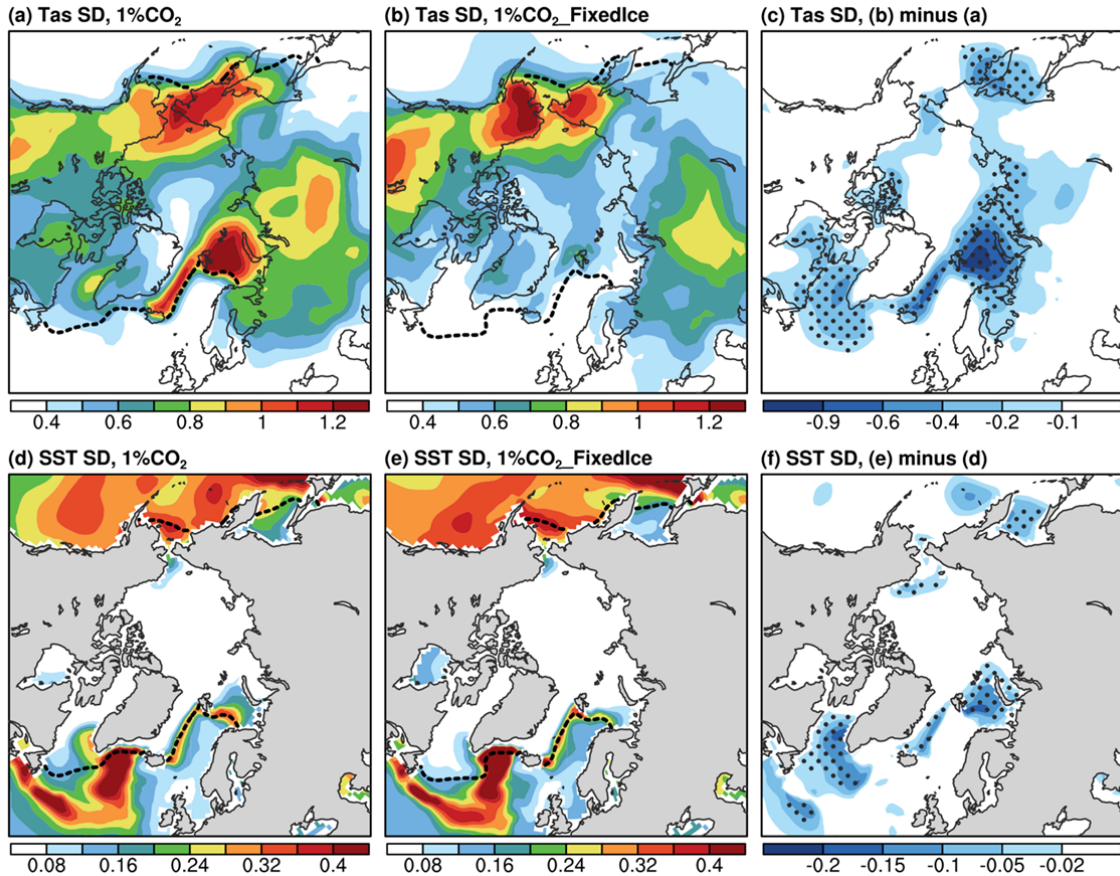 (a) Tas SD, 1%CO₂
(b) Tas SD, 1%CO₂_FixedIce
(c) Tas SD, (b) minus (a)
0.4 0.6 0.8 1 1.2
0.4 0.6 0.8 1 1.2
-0.9 -0.6 -0.4 -0.2 -0.1
(d) SST SD, 1%CO₂
(e) SST SD, 1%CO₂_FixedIce
(f) SST SD, (e) minus (d)
0.08 0.16 0.24 0.32 0.4
0.08 0.16 0.24 0.32 0.4
-0.2 -0.15 -0.1 -0.05 -0.02